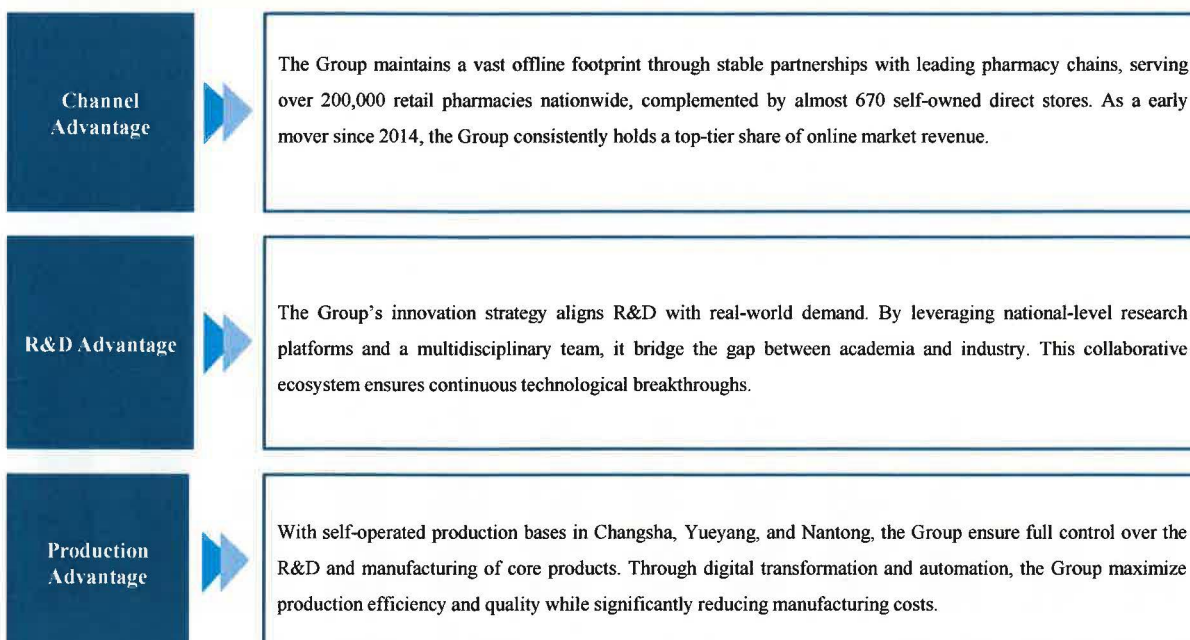 Channel
Advantage
The Group maintains a vast offline footprint through stable partnerships with leading pharmacy chains, serving
over 200,000 retail pharmacies nationwide, complemented by almost 670 self-owned direct stores. As a early
mover since 2014, the Group consistently holds a top-tier share of online market revenue.
R&D Advantage
The Group’s innovation strategy aligns R&D with real-world demand. By leveraging national-level research
platforms and a multidisciplinary team, it bridge the gap between academia and industry. This collaborative
ecosystem ensures continuous technological breakthroughs.
Production
Advantage
With self-operated production bases in Changsha, Yueyang, and Nantong, the Group ensure full control over the
R&D and manufacturing of core products. Through digital transformation and automation, the Group maximize
production efficiency and quality while significantly reducing manufacturing costs.